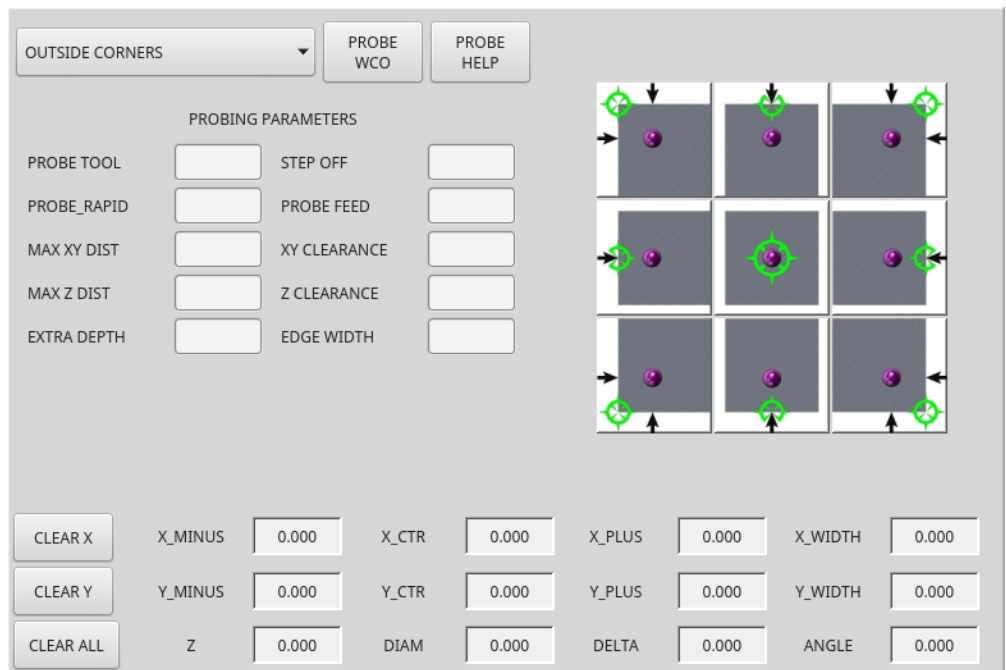 OUTSIDE CORNERS
PROBE
WCO
PROBE
HELP
PROBING PARAMETERS
PROBE TOOL STEP OFF
PROBE_RAPID PROBE FEED
MAX XY DIST XY CLEARANCE
MAX Z DIST Z CLEARANCE
EXTRA DEPTH EDGE WIDTH
CLEAR X X_MINUS 0.000 X_CTR 0.000 X_PLUS 0.000 X_WIDTH 0.000
CLEAR Y Y_MINUS 0.000 Y_CTR 0.000 Y_PLUS 0.000 Y_WIDTH 0.000
CLEAR ALL Z 0.000 DIAM 0.000 DELTA 0.000 ANGLE 0.000